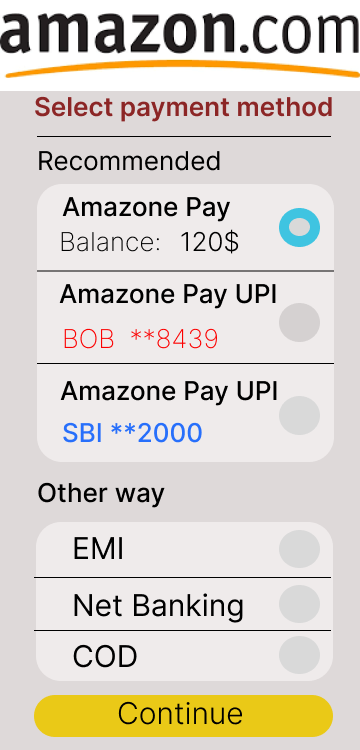 amazon.com
Select payment method
Recommended
Amazone Pay
Balance: 120$
Amazone Pay UPI
BOB **8439
Amazone Pay UPI
SBI **2000
Other way
EMI
Net Banking
COD
Continue